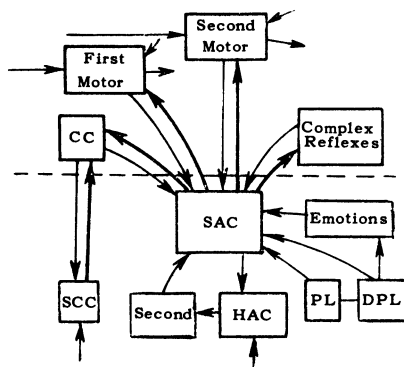 Second
Motor
First
Motor
CC
Complex
Reflexes
SAC
Emotions
SCC
Second
HAC
PL
DPL